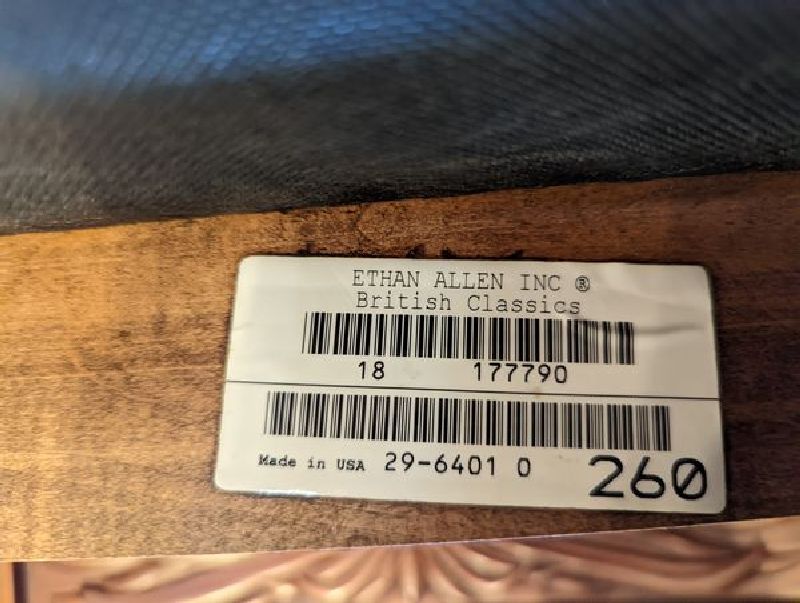 ETHAN ALLEN INC ®
British Classics
18 177790
Made in USA 29-6401 0 260